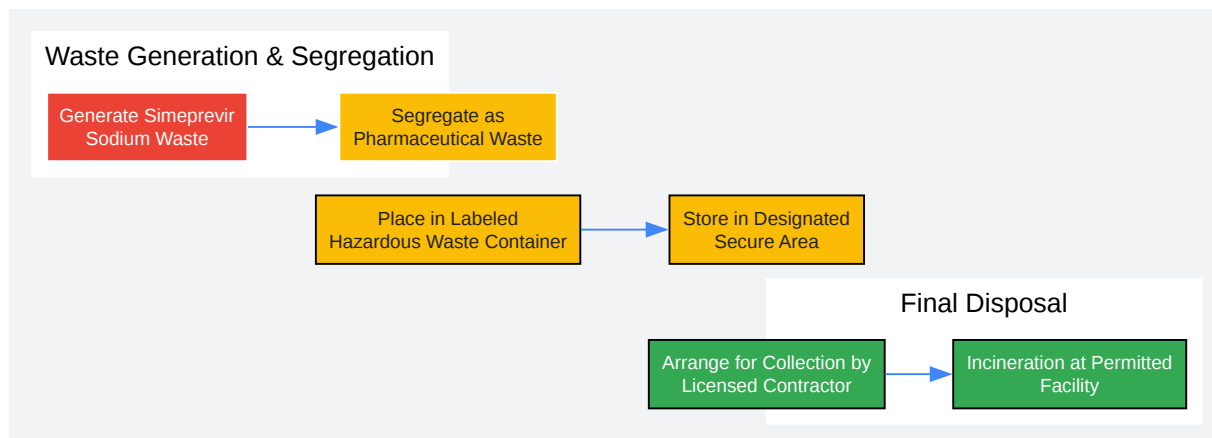 Waste Generation & Segregation
Generate Simeprevir
Sodium Waste
Segregate as
Pharmaceutical Waste
Place in Labeled
Hazardous Waste Container
Store in Designated
Secure Area
Final Disposal
Arrange for Collection by
Licensed Contractor
Incineration at Permitted
Facility